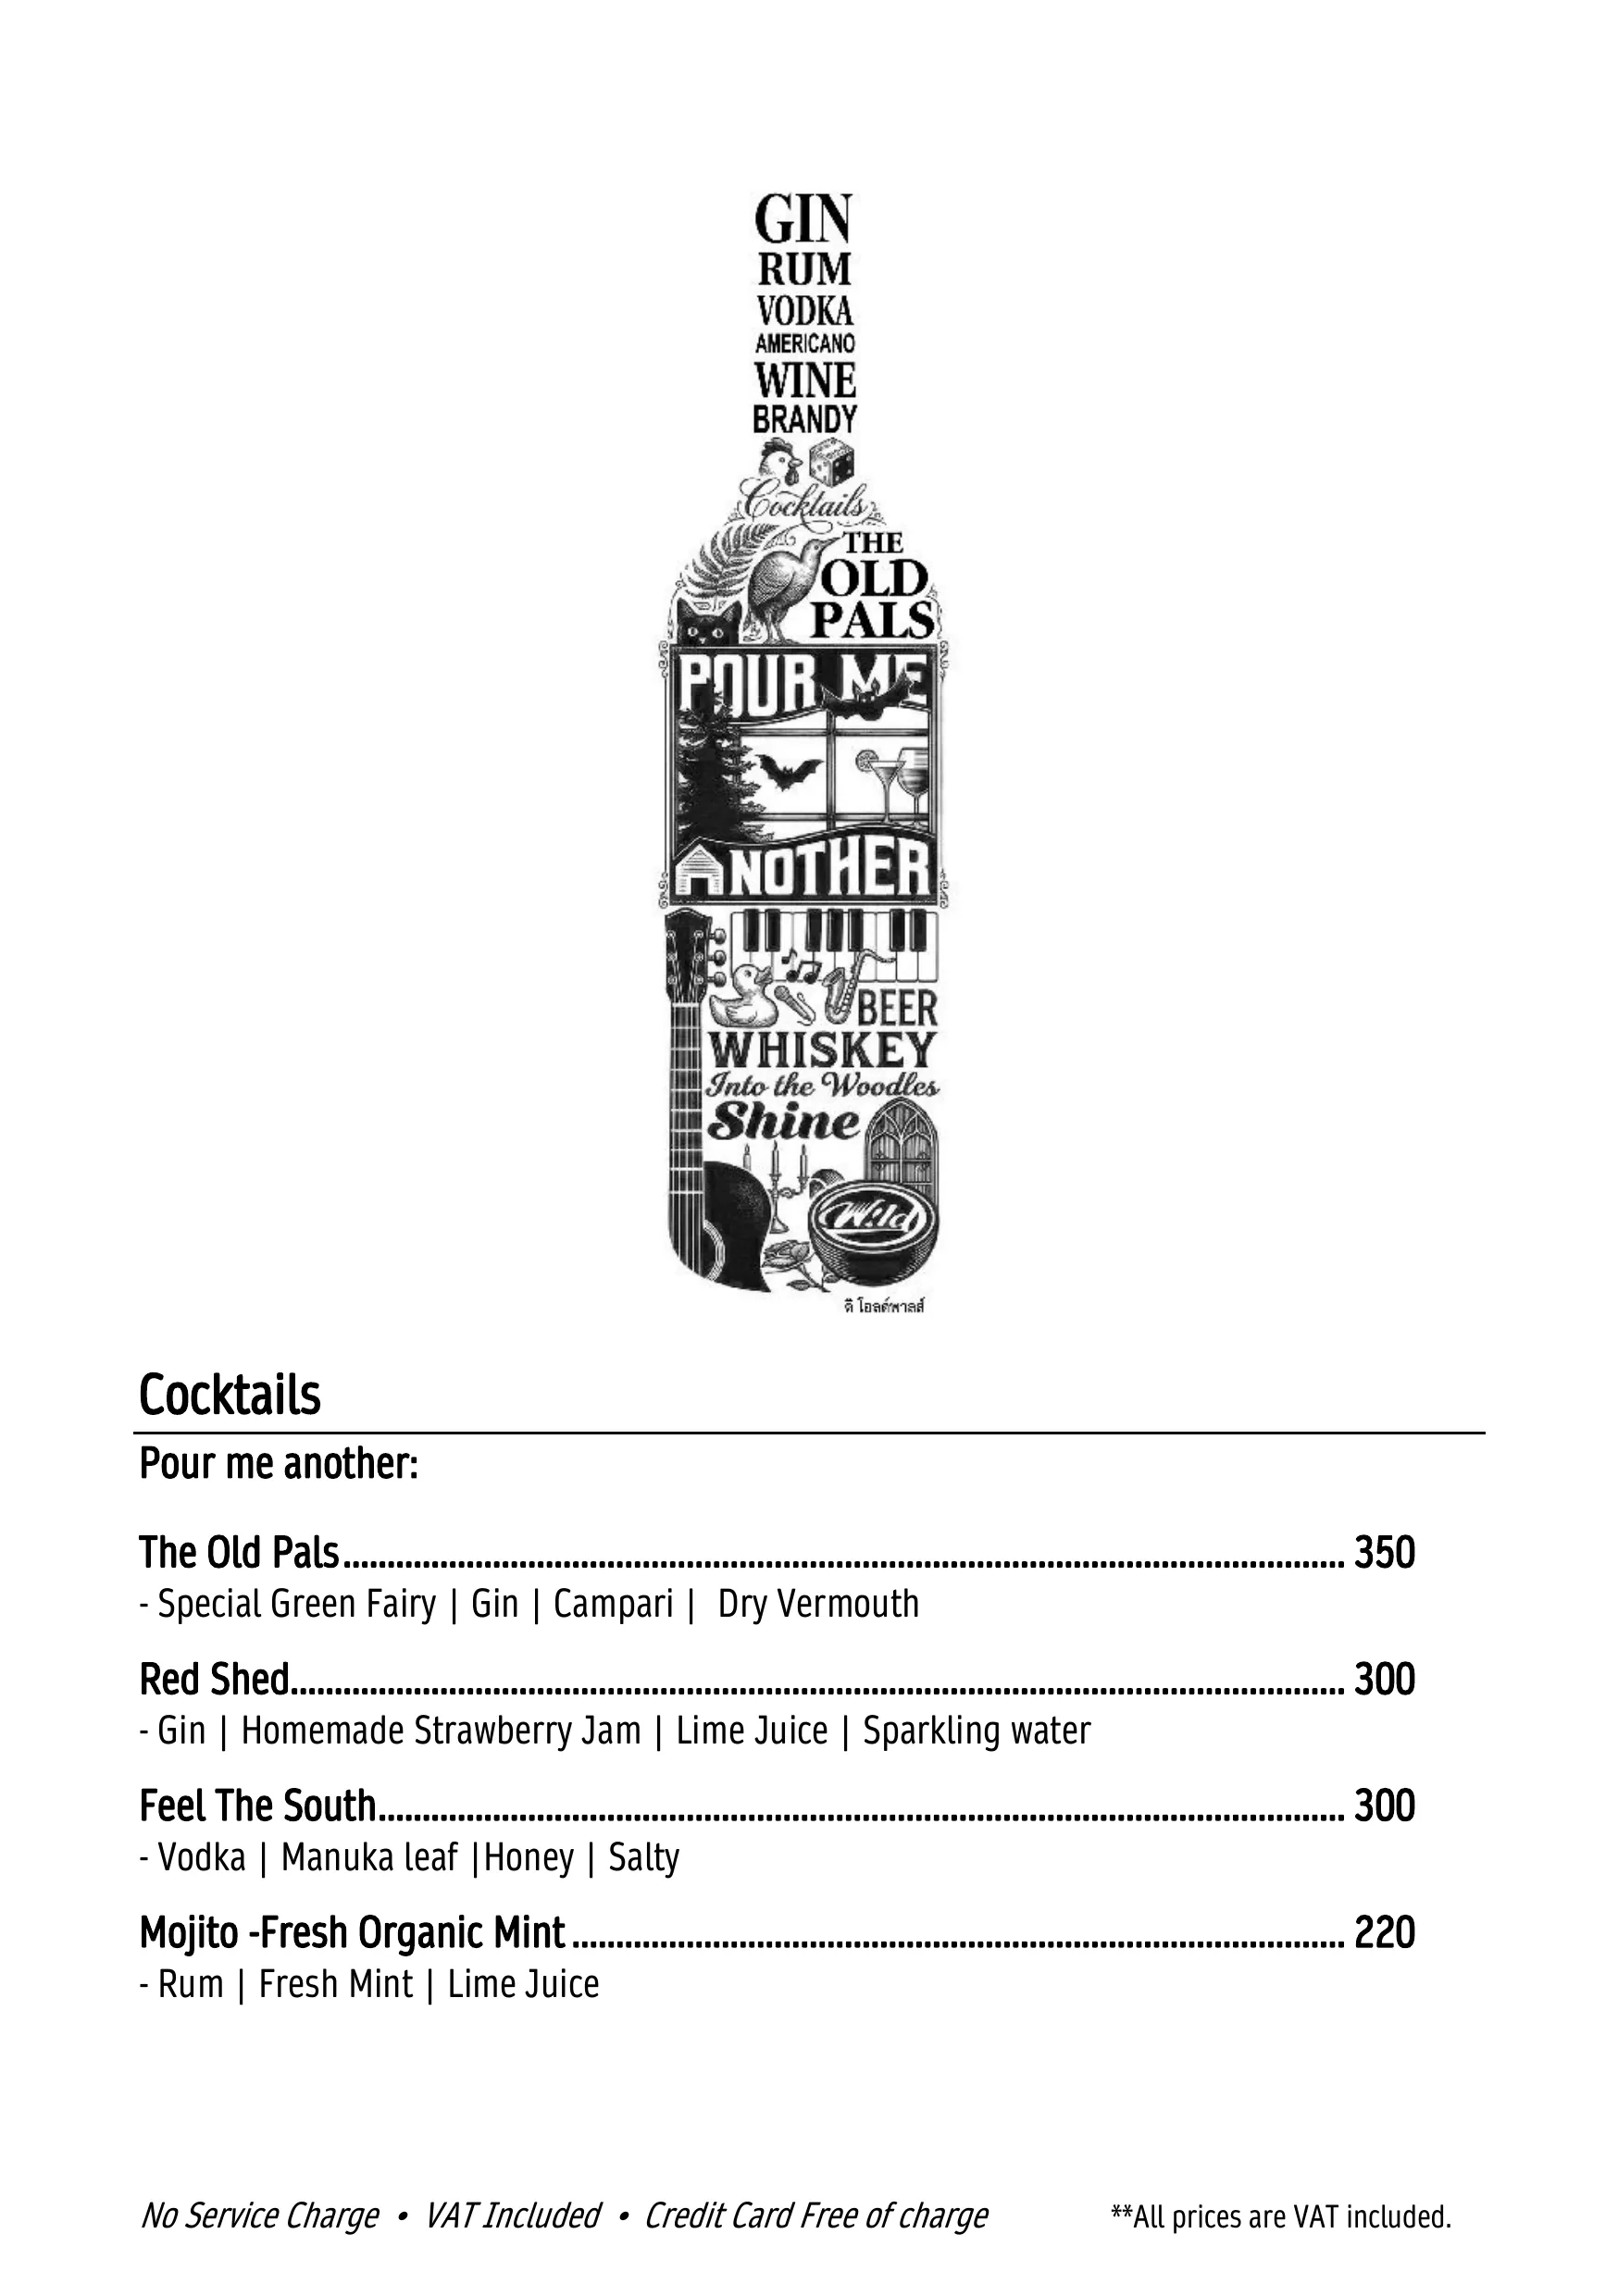 GIN
RUM
VODKA
AMERICANO
WINE
BRANDY
Cocktails
THE
OLD
PALS
POUR ME
ANOTHER
BEER
WHISKEY
Into the Woodles
Shine
Wild
ดิ โอลด์พาลส์
Cocktails
Pour me another:
The Old Pals........................................ 350
- Special Green Fairy | Gin | Campari | Dry Vermouth
Red Shed........................................ 300
- Gin | Homemade Strawberry Jam | Lime Juice | Sparkling water
Feel The South........................................ 300
- Vodka | Manuka leaf |Honey | Salty
Mojito -Fresh Organic Mint........................................ 220
- Rum | Fresh Mint | Lime Juice
No Service Charge • VAT Included • Credit Card Free of charge **All prices are VAT included.